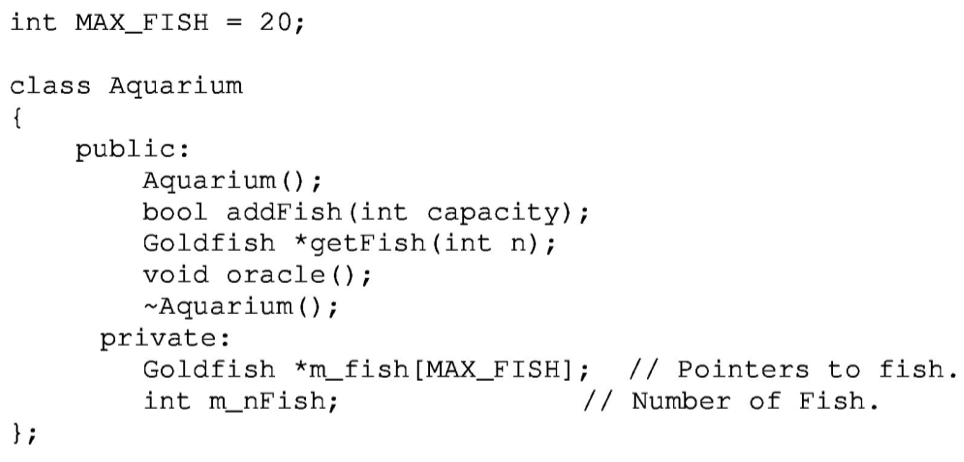 int MAX_FISH = 20;
class Aquarium
{
public:
Aquarium();
bool addFish(int capacity);
Goldfish *getFish(int n);
void oracle();
~Aquarium();
private:
Goldfish *m_fish[MAX_FISH]; // Pointers to fish.
int m_nFish; // Number of Fish.
};